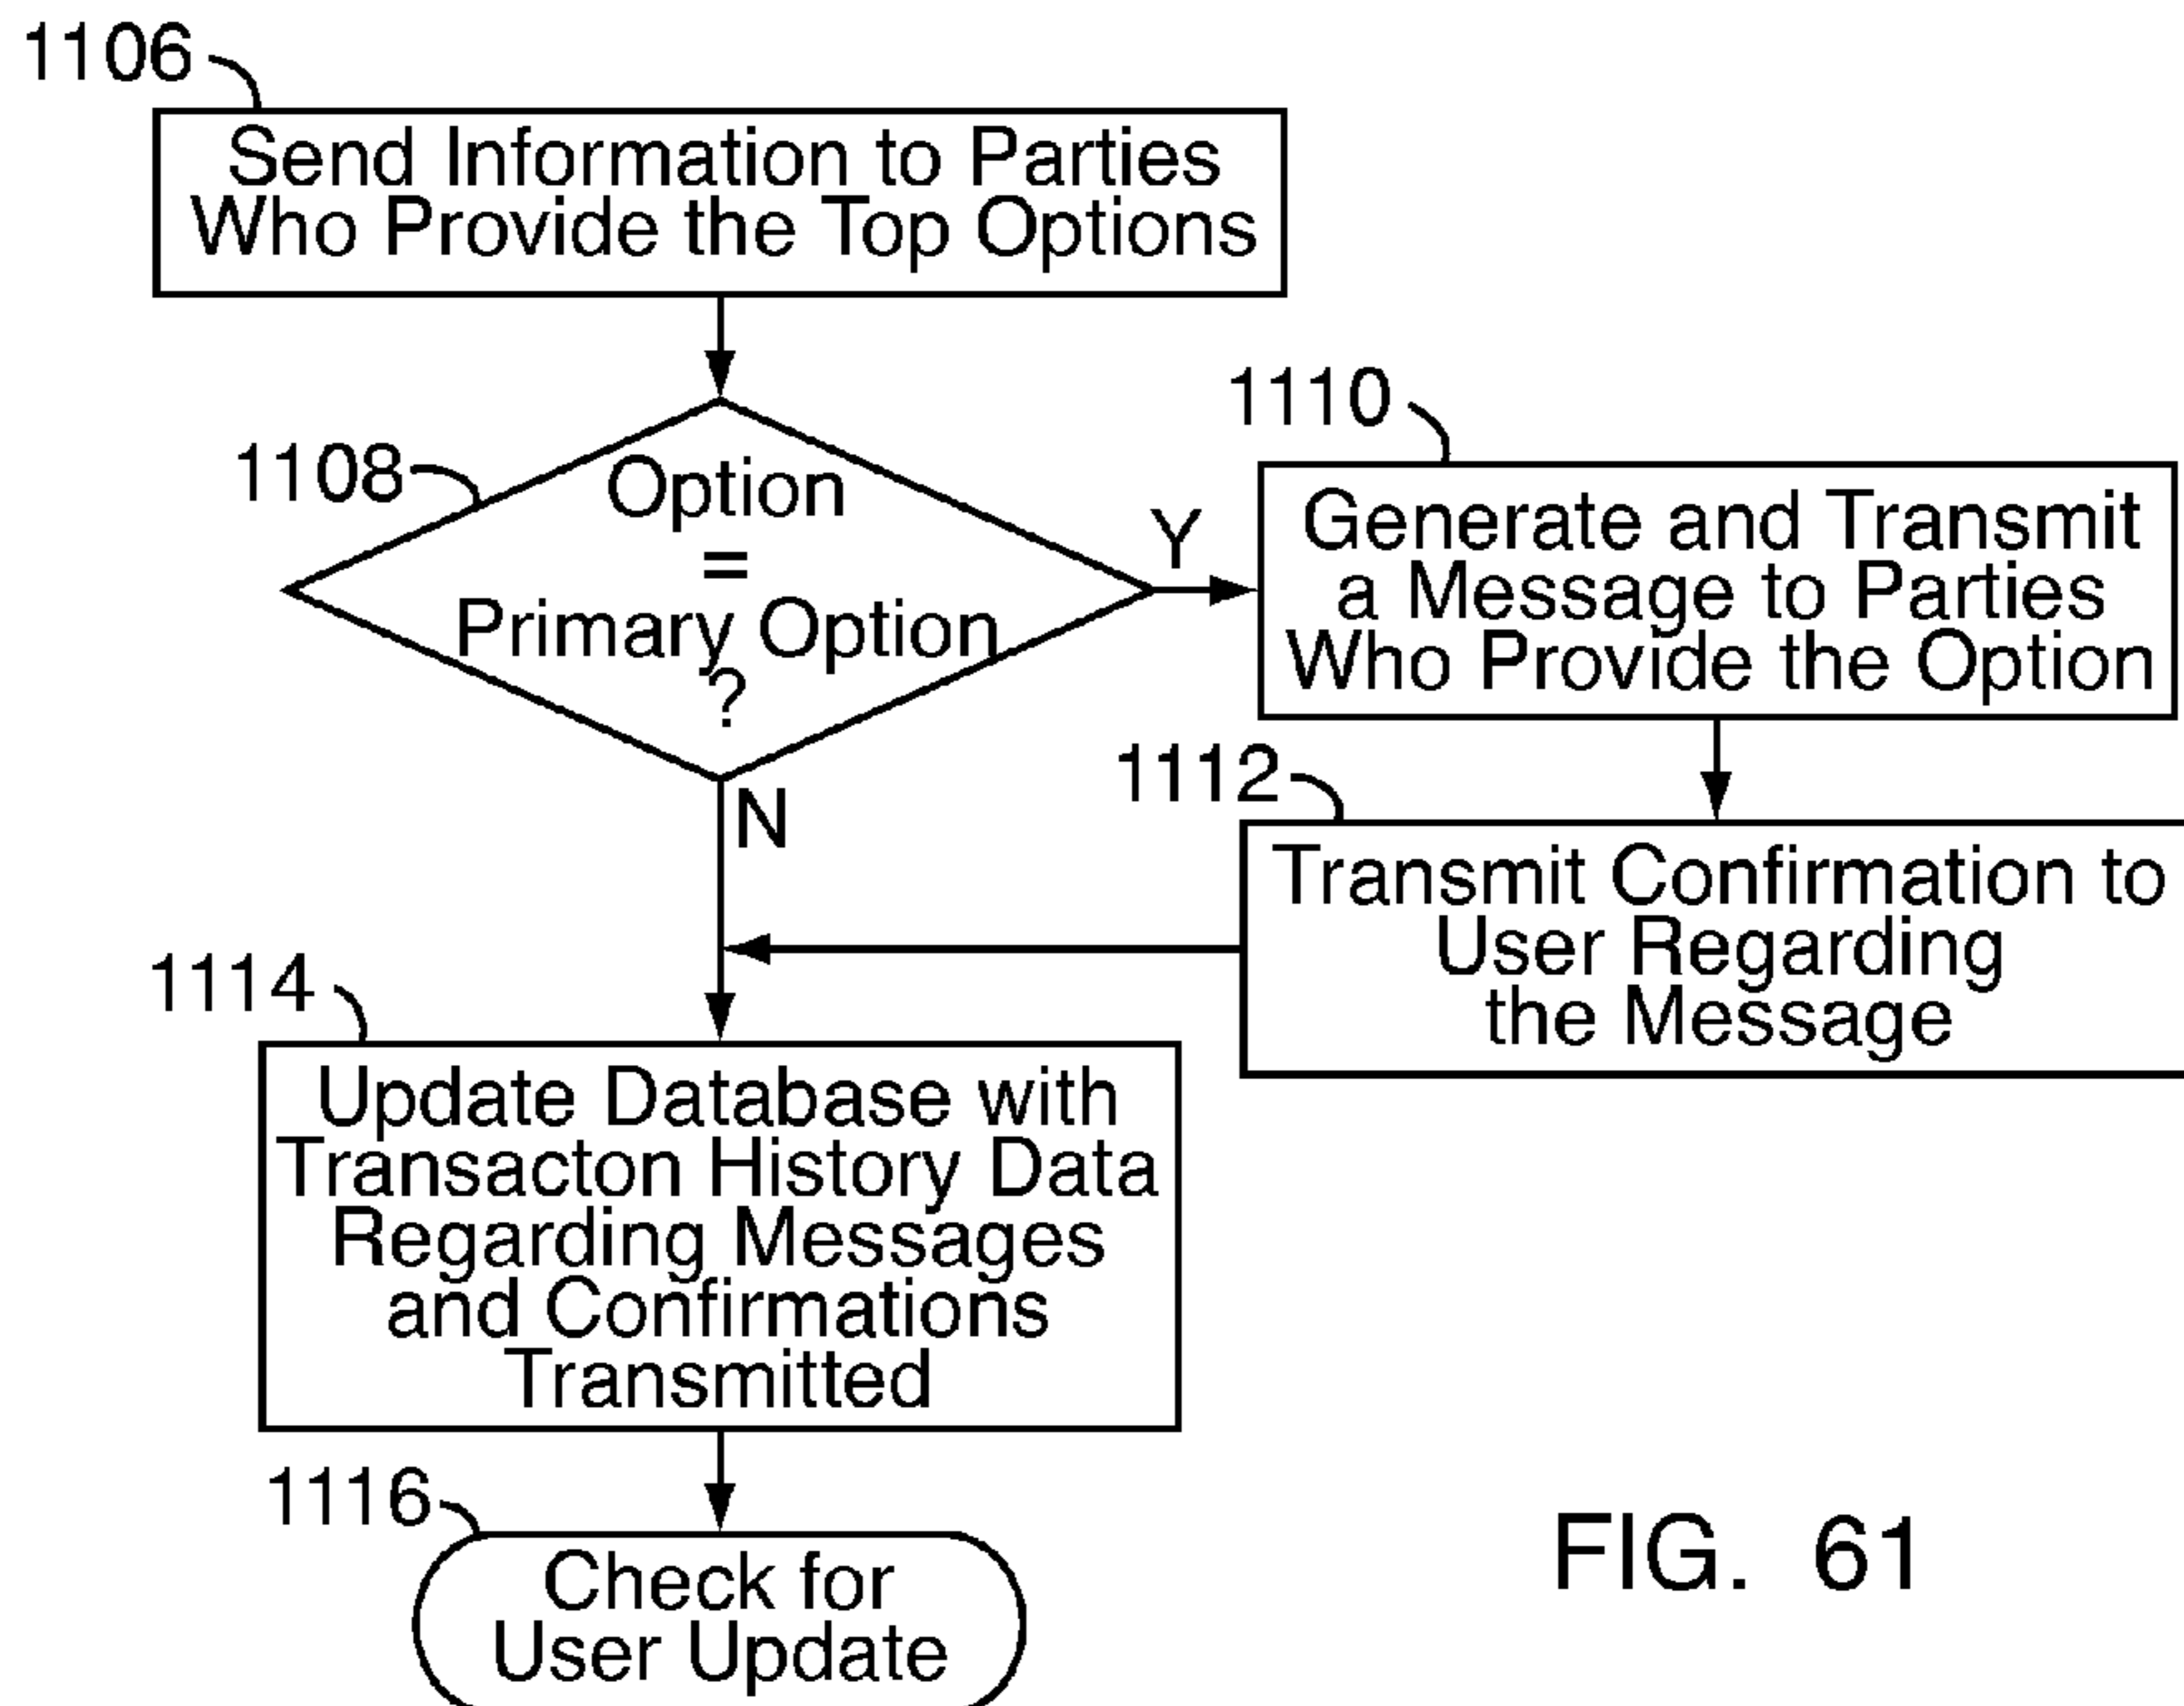 1106
Send Information to Parties
Who Provide the Top Options
1108
Option
=
Primary Option
?
Y
N
1110
Generate and Transmit
a Message to Parties
Who Provide the Option
1112
Transmit Confirmation to
User Regarding
the Message
1114
Update Database with
Transacton History Data
Regarding Messages
and Confirmations
Transmitted
1116
Check for
User Update
FIG. 61